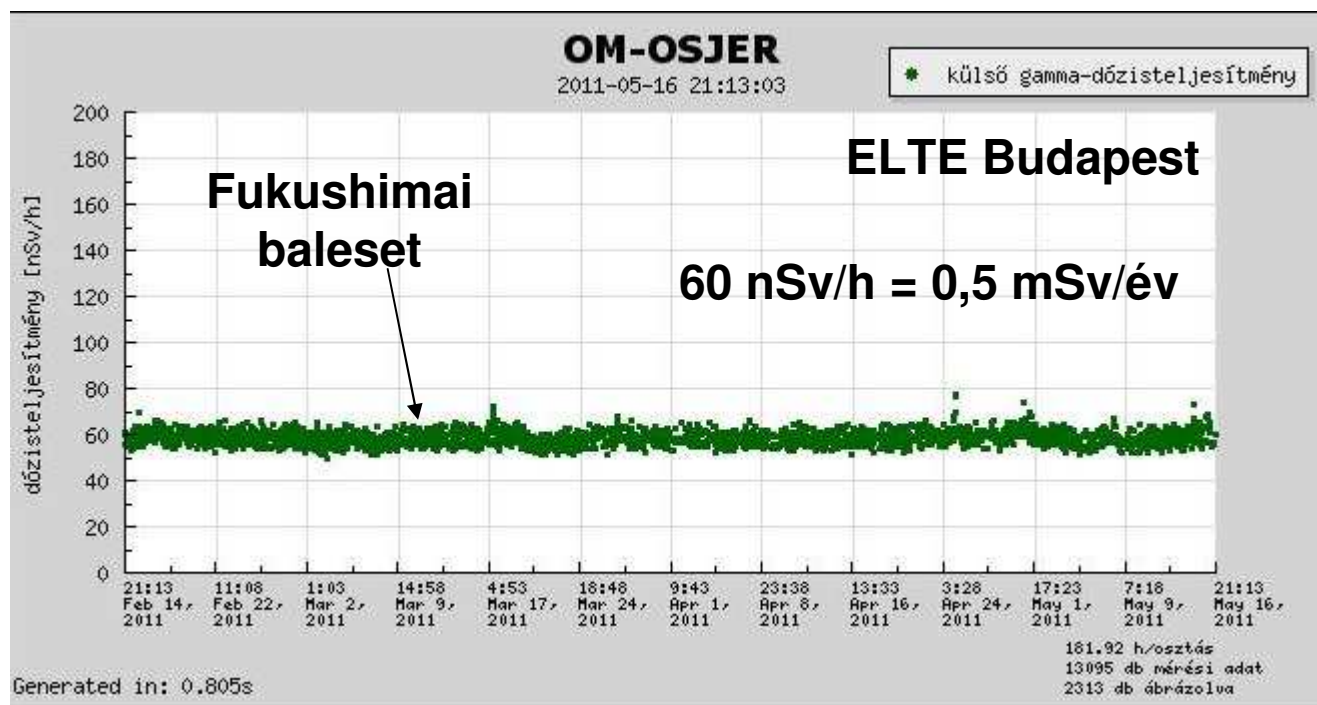 OM-OSJER
2011-05-16 21:13:03
külső gamma-dózisteljesítmény
ELTE Budapest
Fukushimai
baleset
60 nSv/h = 0,5 mSv/év
dózisteljesítmény [nSv/h]
200
180
160
140
120
100
80
60
40
20
0
21:13 11:08 1:03 14:58 4:53 18:48 9:43 23:38 13:33 3:28 17:23 7:18 21:13
Feb 14, Feb 22, Mar 2, Mar 9, Mar 17, Mar 24, Apr 1, Apr 8, Apr 16, Apr 24, May 1, May 9, May 16,
2011 2011 2011 2011 2011 2011 2011 2011 2011 2011 2011 2011 2011
181.92 h/osztás
13095 db mérési adat
2313 db ábrázolva
Generated in: 0.805s